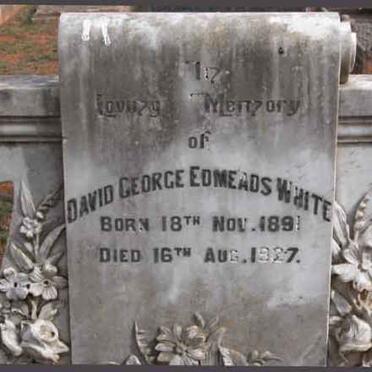 In
Loving Memory
of
DAVID GEORGE EDMEADS WHITE
BORN 18TH NOV. 1891
DIED 16TH AUG. 1927.